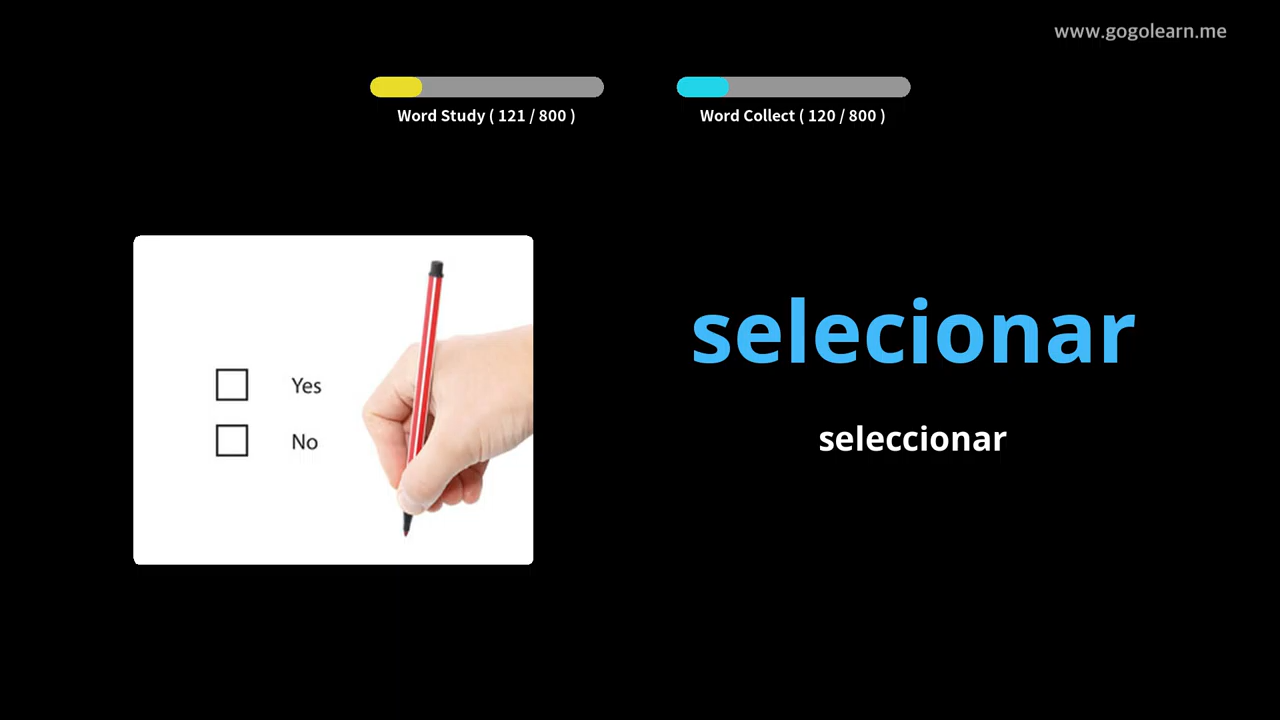 www.gogolearn.me
Word Study ( 121 / 800 )
Word Collect ( 120 / 800 )
Yes
No
selecionar
seleccionar